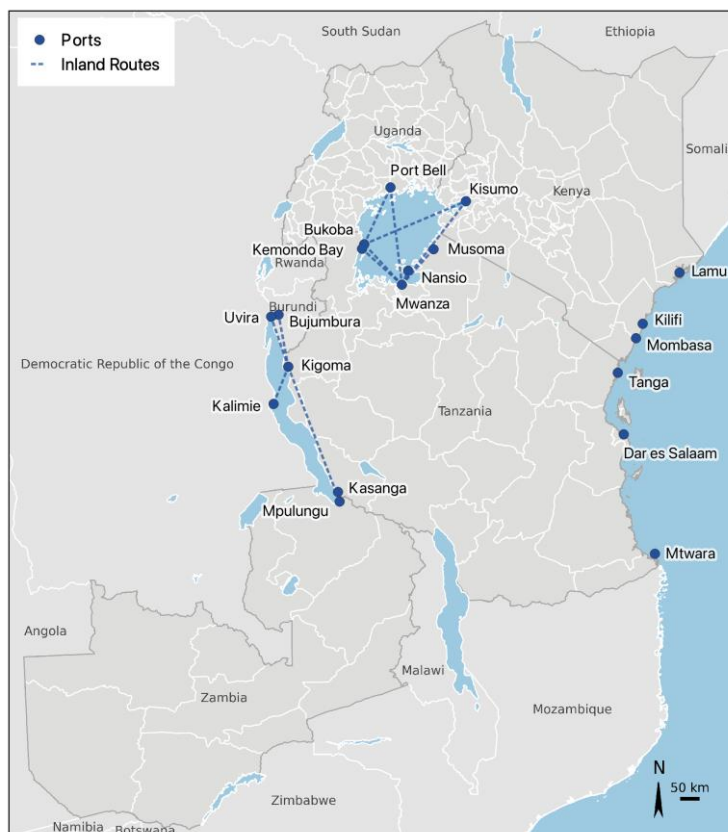 Ports
Inland Routes
South Sudan
Ethiopia
Uganda
Somali
Port Bell
Kisumo
Kenya
Bukoba
Kemondo Bay
Musoma
Rwanda
Nansio
Lamu
Mwanza
Burundi
Uvira
Bujumbura
Kilifi
Mombasa
Democratic Republic of the Congo
Kigoma
Tanga
Kalimie
Tanzania
Dar es Salaam
Kasanga
Mpulungu
Mtwara
Angola
Malawi
Zambia
Mozambique
N
50 km
Zimbabwe
Namibia
Botswana